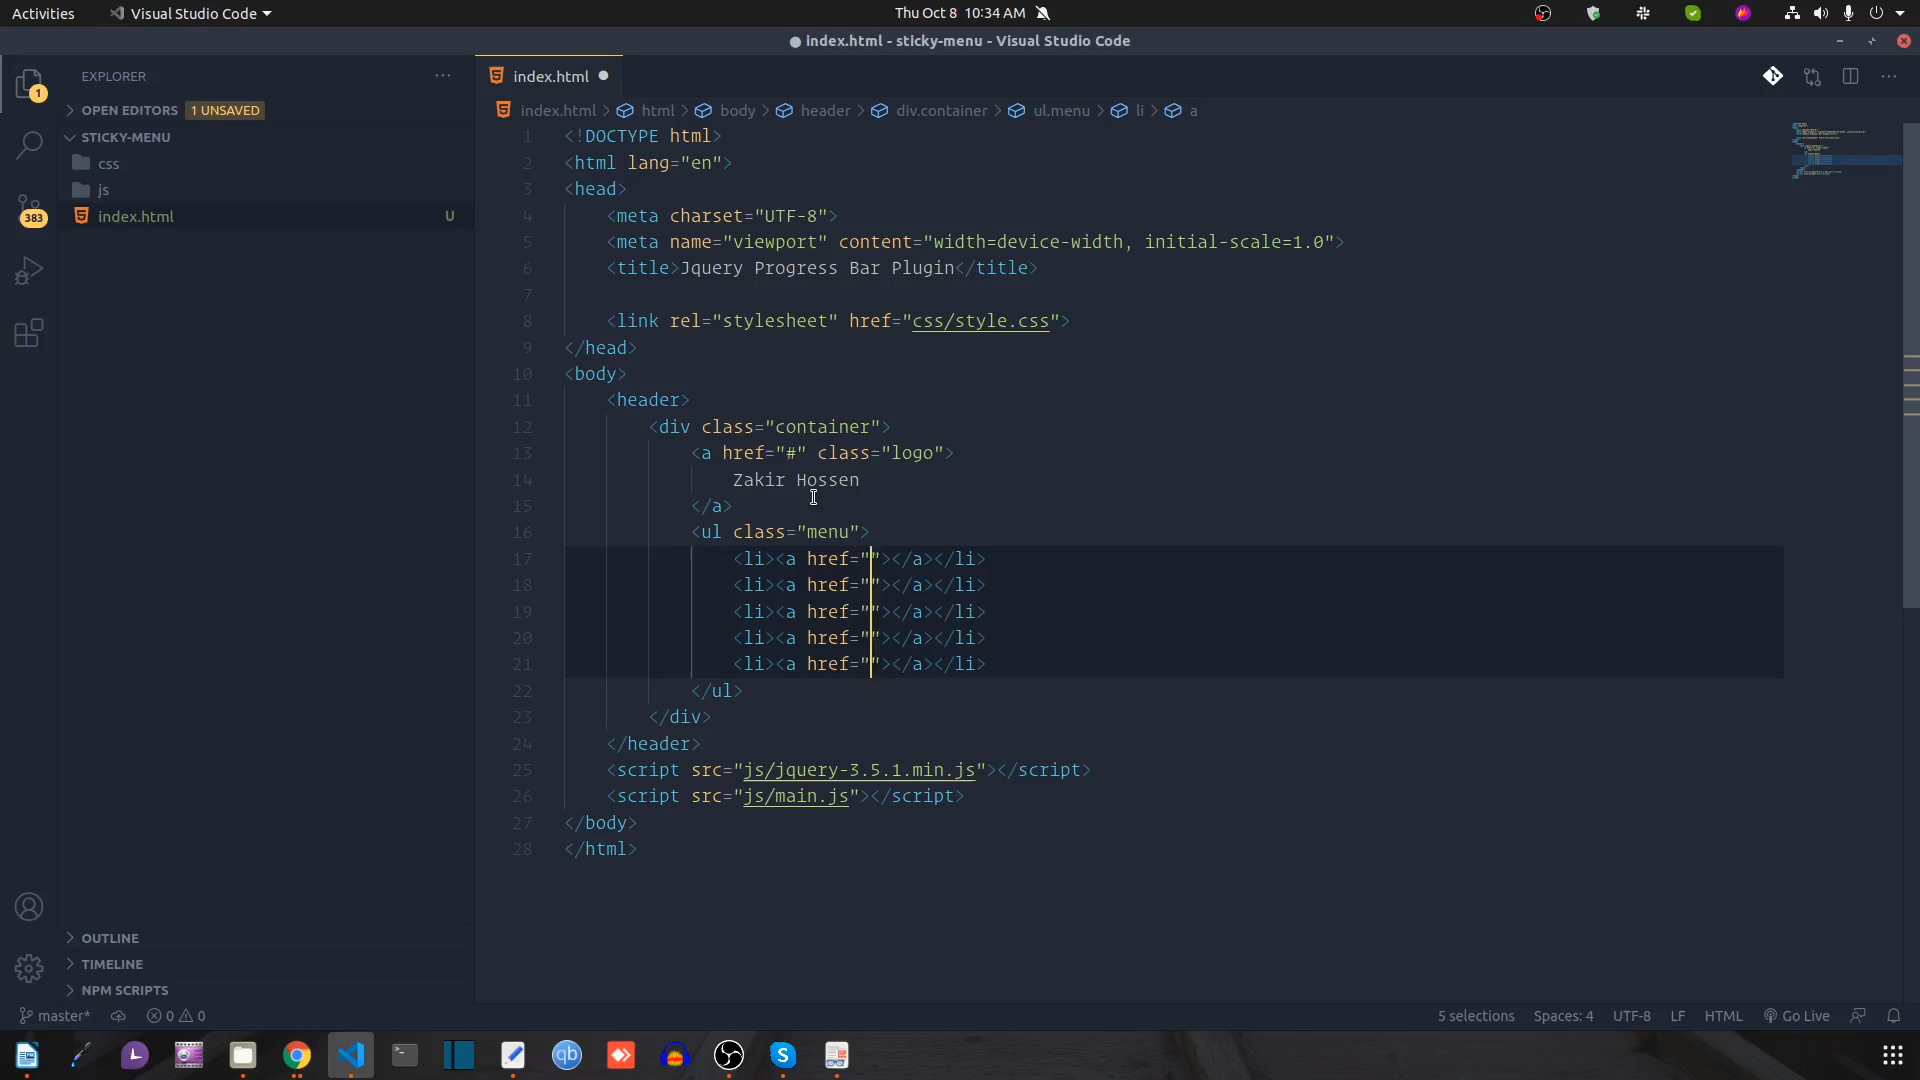 Activities
Visual Studio Code
Thu Oct 8 10:34 AM
index.html - sticky-menu - Visual Studio Code
EXPLORER
index.html
OPEN EDITORS 1 UNSAVED
index.html > html > body > header > div.container > ul.menu > li > a
STICKY-MENU
css
js
index.html U
1
383
1 <!DOCTYPE html>
2 <html lang="en">
3 <head>
4 <meta charset="UTF-8">
5 <meta name="viewport" content="width=device-width, initial-scale=1.0">
6 <title>Jquery Progress Bar Plugin</title>
7
8 <link rel="stylesheet" href="css/style.css">
9 </head>
10 <body>
11 <header>
12 <div class="container">
13 <a href="#" class="logo">
14 Zakir Hossen
15 </a>
16 <ul class="menu">
17 <li><a href=""></a></li>
18 <li><a href=""></a></li>
19 <li><a href=""></a></li>
20 <li><a href=""></a></li>
21 <li><a href=""></a></li>
22 </ul>
23 </div>
24 </header>
25 <script src="js/jquery-3.5.1.min.js"></script>
26 <script src="js/main.js"></script>
27 </body>
28 </html>
OUTLINE
TIMELINE
NPM SCRIPTS
master* 0 0
5 selections Spaces: 4 UTF-8 LF HTML Go Live
qb